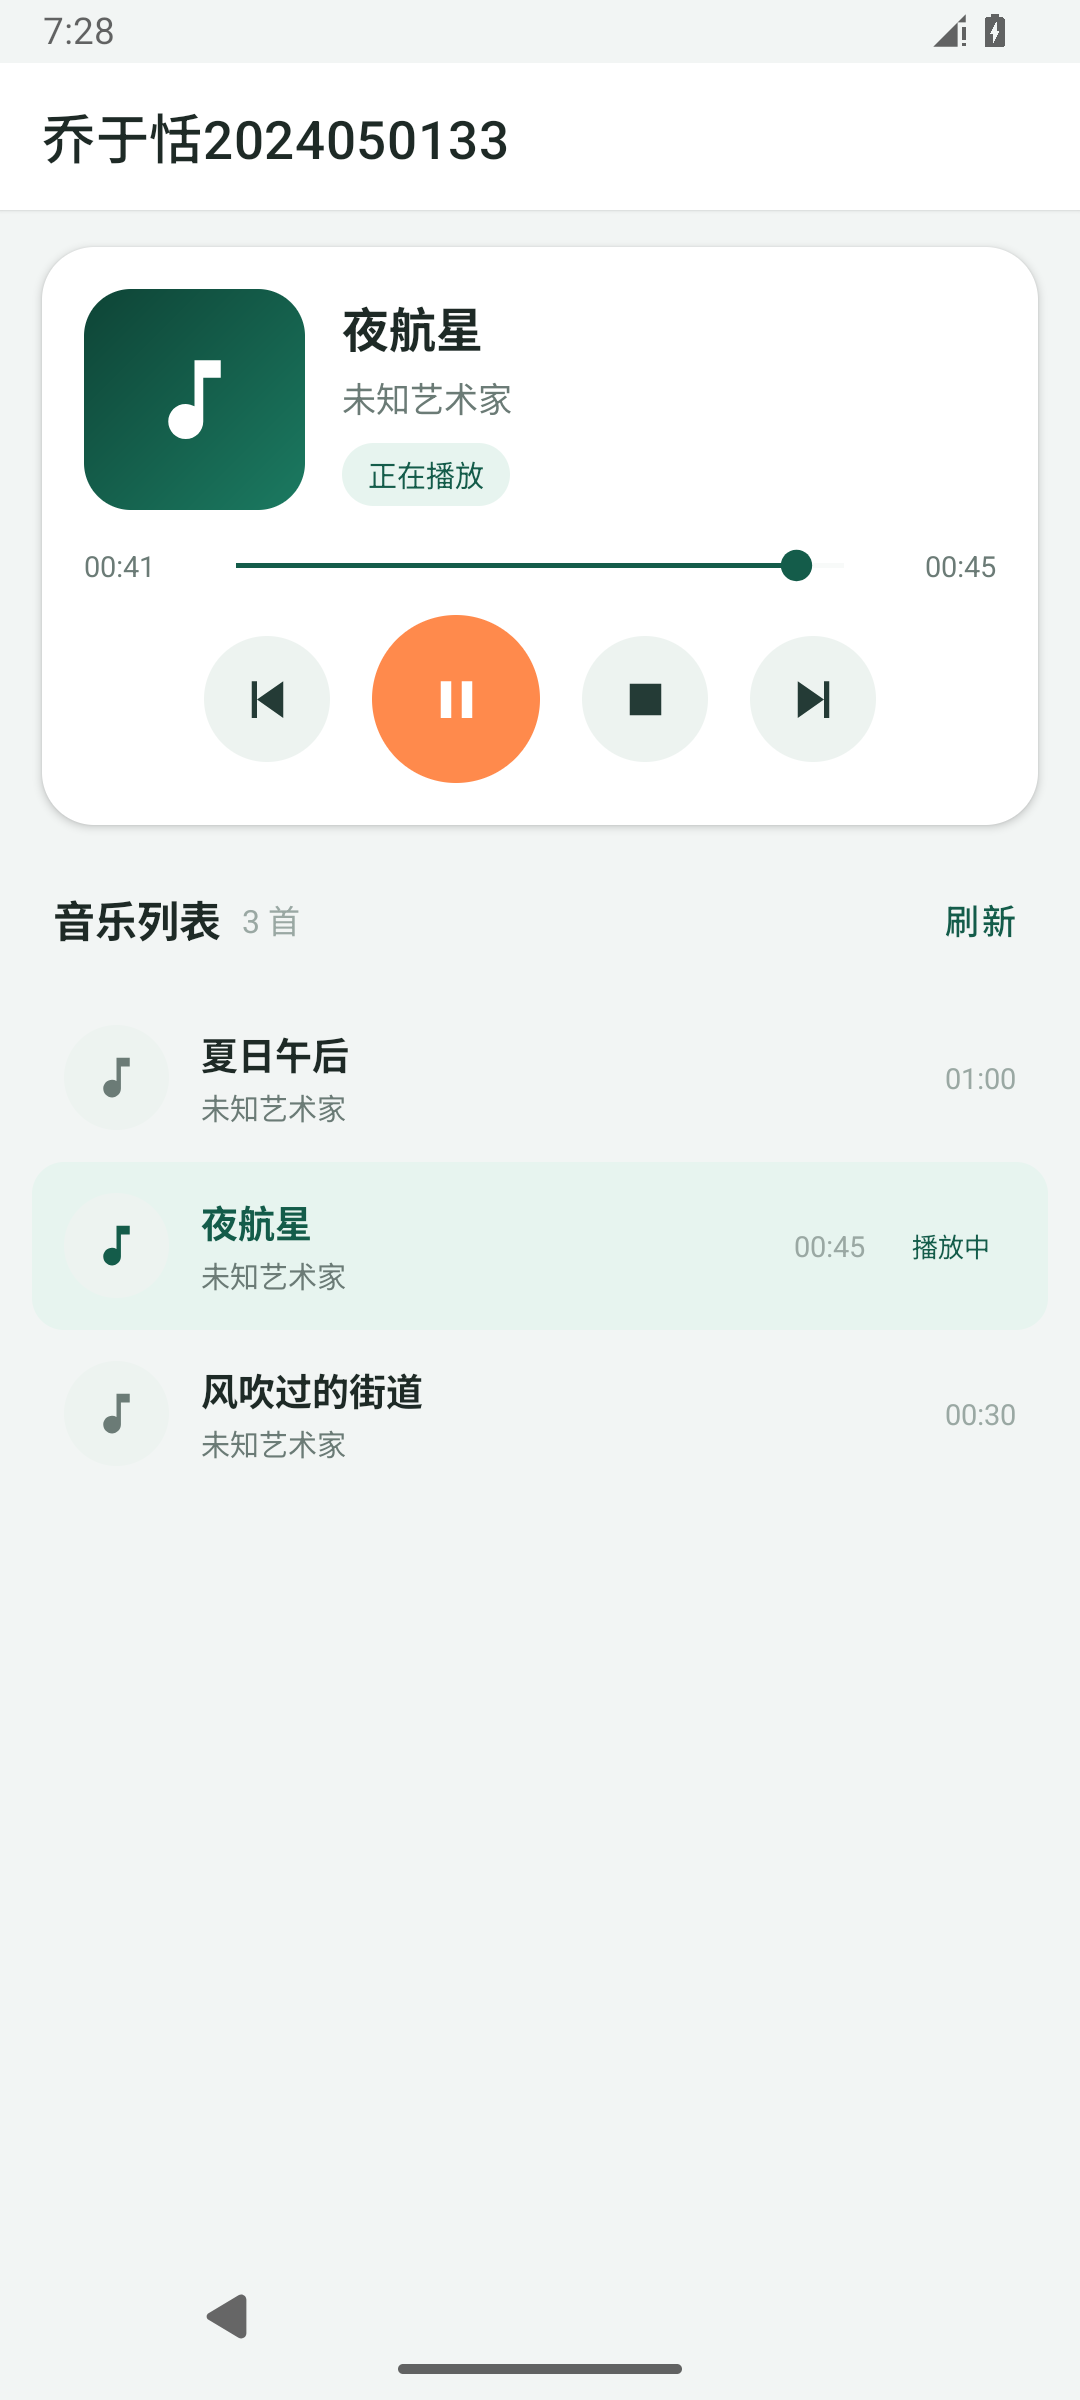 7:28
乔于恬2024050133
夜航星
未知艺术家
正在播放
00:41
00:45
音乐列表 3 首
刷新
夏日午后
未知艺术家
01:00
夜航星
未知艺术家
00:45 播放中
风吹过的街道
未知艺术家
00:30